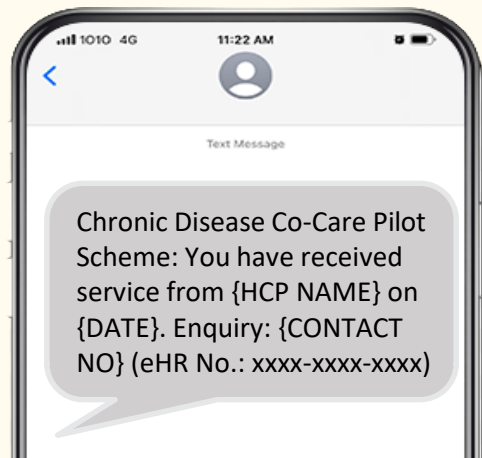 1O1O 4G 11:22 AM
Text Message
Chronic Disease Co-Care Pilot
Scheme: You have received
service from {HCP NAME} on
{DATE}. Enquiry: {CONTACT
NO} (eHR No.: xxxx-xxxx-xxxx)